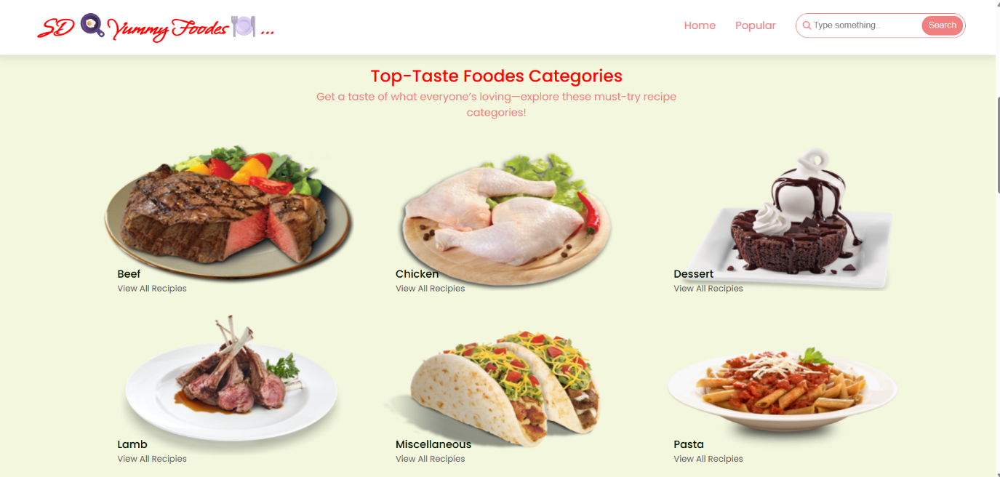 SD Yummy Foodes ...
Home Popular Type something.. Search
Top-Taste Foodes Categories
Get a taste of what everyone's loving—explore these must-try recipe
categories!
Beef
View All Recipies
Chicken
View All Recipies
Dessert
View All Recipies
Lamb
View All Recipies
Miscellaneous
View All Recipies
Pasta
View All Recipies